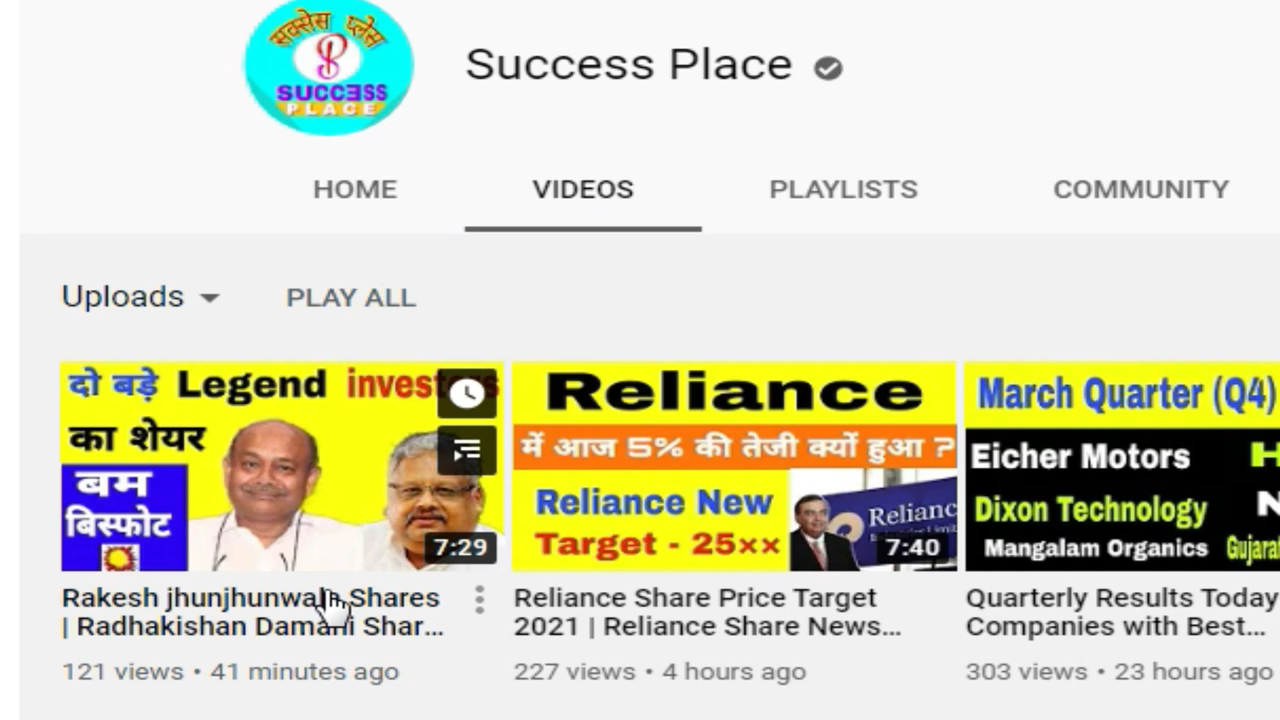 सक्सेस प्लेस
SUCCESS
PLACE
Success Place
HOME
VIDEOS
PLAYLISTS
COMMUNITY
Uploads
PLAY ALL
दो बड़े Legend investors
का शेयर
बम
बिस्फोट
7:29
Rakesh jhunjhunwala Shares
| Radhakishan Damani Shar...
121 views • 41 minutes ago
Reliance
में आज 5% की तेजी क्यों हुआ ?
Reliance New
Target - 25××
Relianc
7:40
Reliance Share Price Target
2021 | Reliance Share News...
227 views • 4 hours ago
March Quarter (Q4)
Eicher Motors
H
Dixon Technology
N
Mangalam Organics
Gujarat
Quarterly Results Today
Companies with Best...
303 views • 23 hours ago